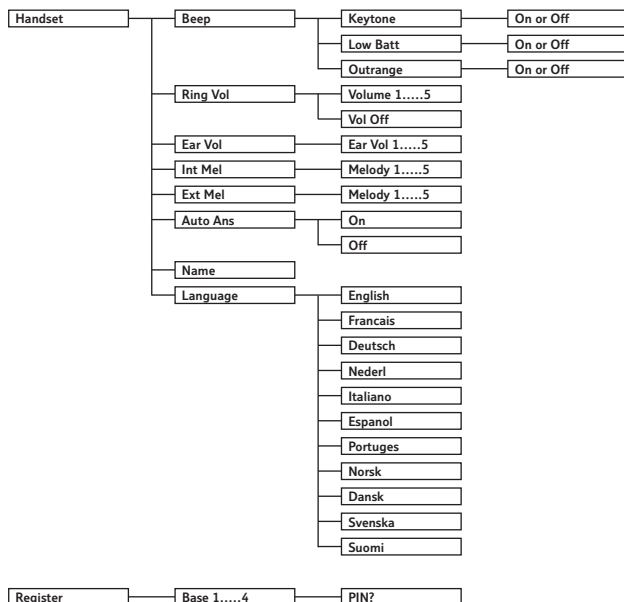 Handset Beep Keytone On or Off
Low Batt On or Off
Outrange On or Off
Ring Vol Volume 1.....5
Vol Off
Ear Vol Ear Vol 1.....5
Int Mel Melody 1.....5
Ext Mel Melody 1.....5
Auto Ans On
Off
Name
Language English
Francais
Deutsch
Nederl
Italiano
Espanol
Portuges
Norsk
Dansk
Svenska
Suomi
Register Base 1.....4 PIN?